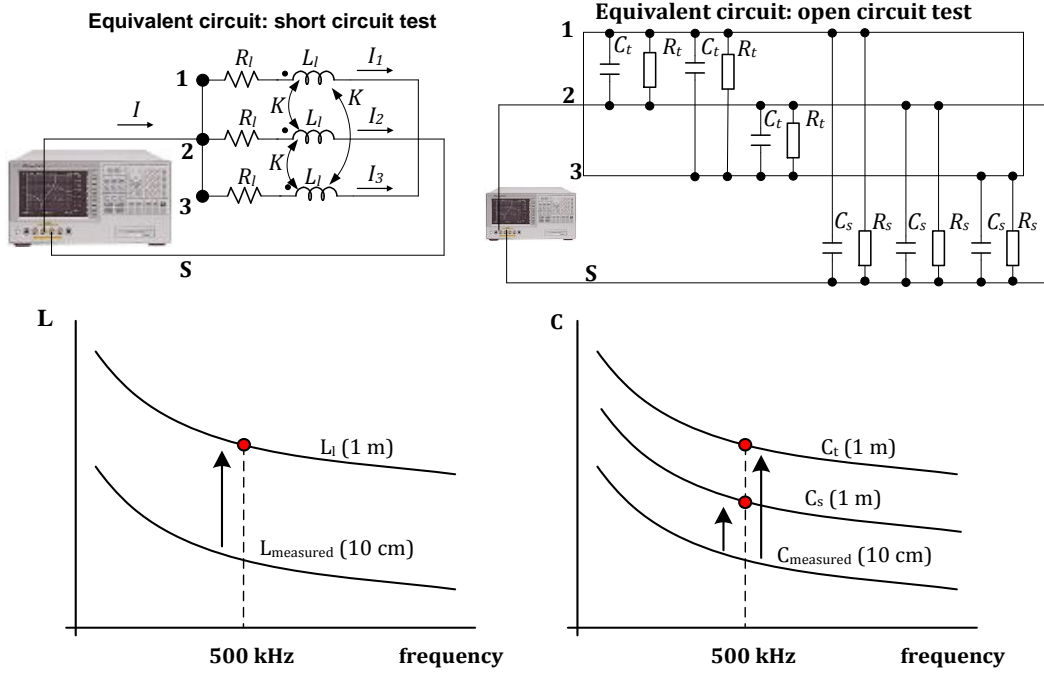 Equivalent circuit: short circuit test
R_l L_l I_1
1
K K
I
R_l L_l I_2
2
K
R_l L_l I_3
3
S
Equivalent circuit: open circuit test
1
C_t R_t C_t R_t
2
C_t R_t
3
C_s R_s C_s R_s C_s R_s
S
L
L_l (1 m)
L_measured (10 cm)
500 kHz frequency
C
C_t (1 m)
C_s (1 m)
C_measured (10 cm)
500 kHz frequency